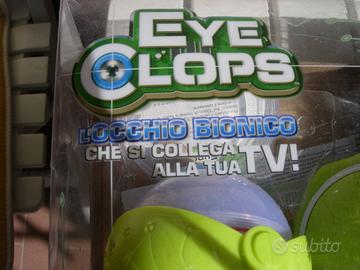 EYE
CLOPS
L'OCCHIO BIONICO
CHE SI COLLEGA
ALLA TUA TV!
subito